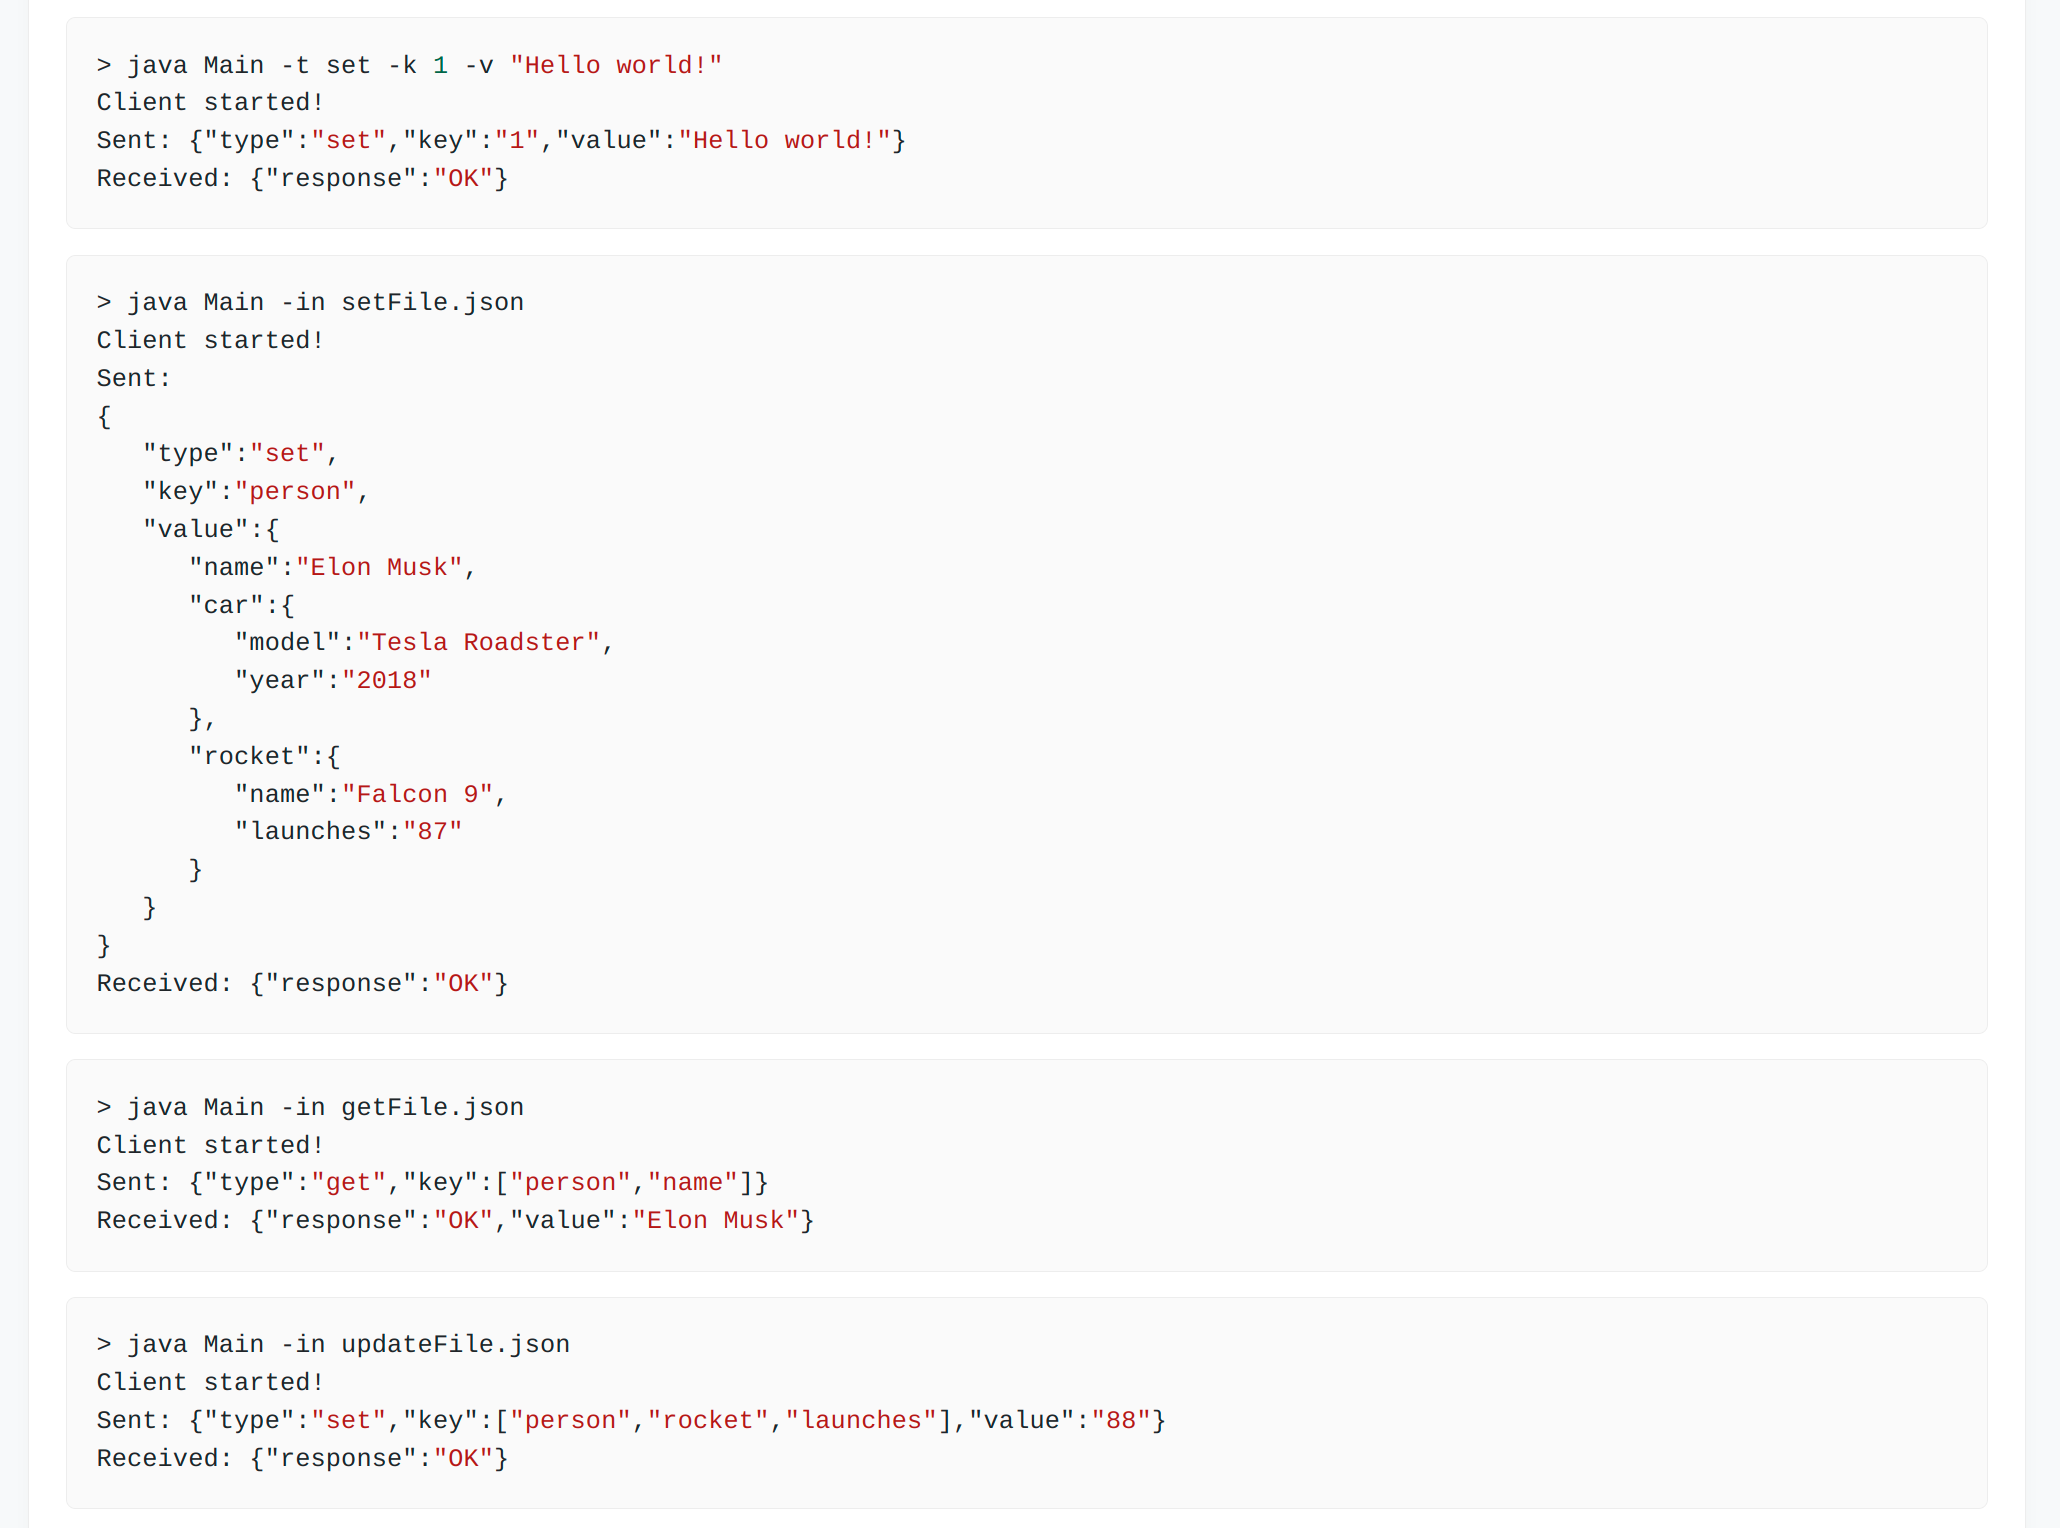 > java Main -t set -k 1 -v "Hello world!"
Client started!
Sent: {"type":"set","key":"1","value":"Hello world!"}
Received: {"response":"OK"}
> java Main -in setFile.json
Client started!
Sent:
{
   "type":"set",
   "key":"person",
   "value":{
      "name":"Elon Musk",
      "car":{
         "model":"Tesla Roadster",
         "year":"2018"
      },
      "rocket":{
         "name":"Falcon 9",
         "launches":"87"
      }
   }
}
Received: {"response":"OK"}
> java Main -in getFile.json
Client started!
Sent: {"type":"get","key":["person","name"]}
Received: {"response":"OK","value":"Elon Musk"}
> java Main -in updateFile.json
Client started!
Sent: {"type":"set","key":["person","rocket","launches"],"value":"88"}
Received: {"response":"OK"}